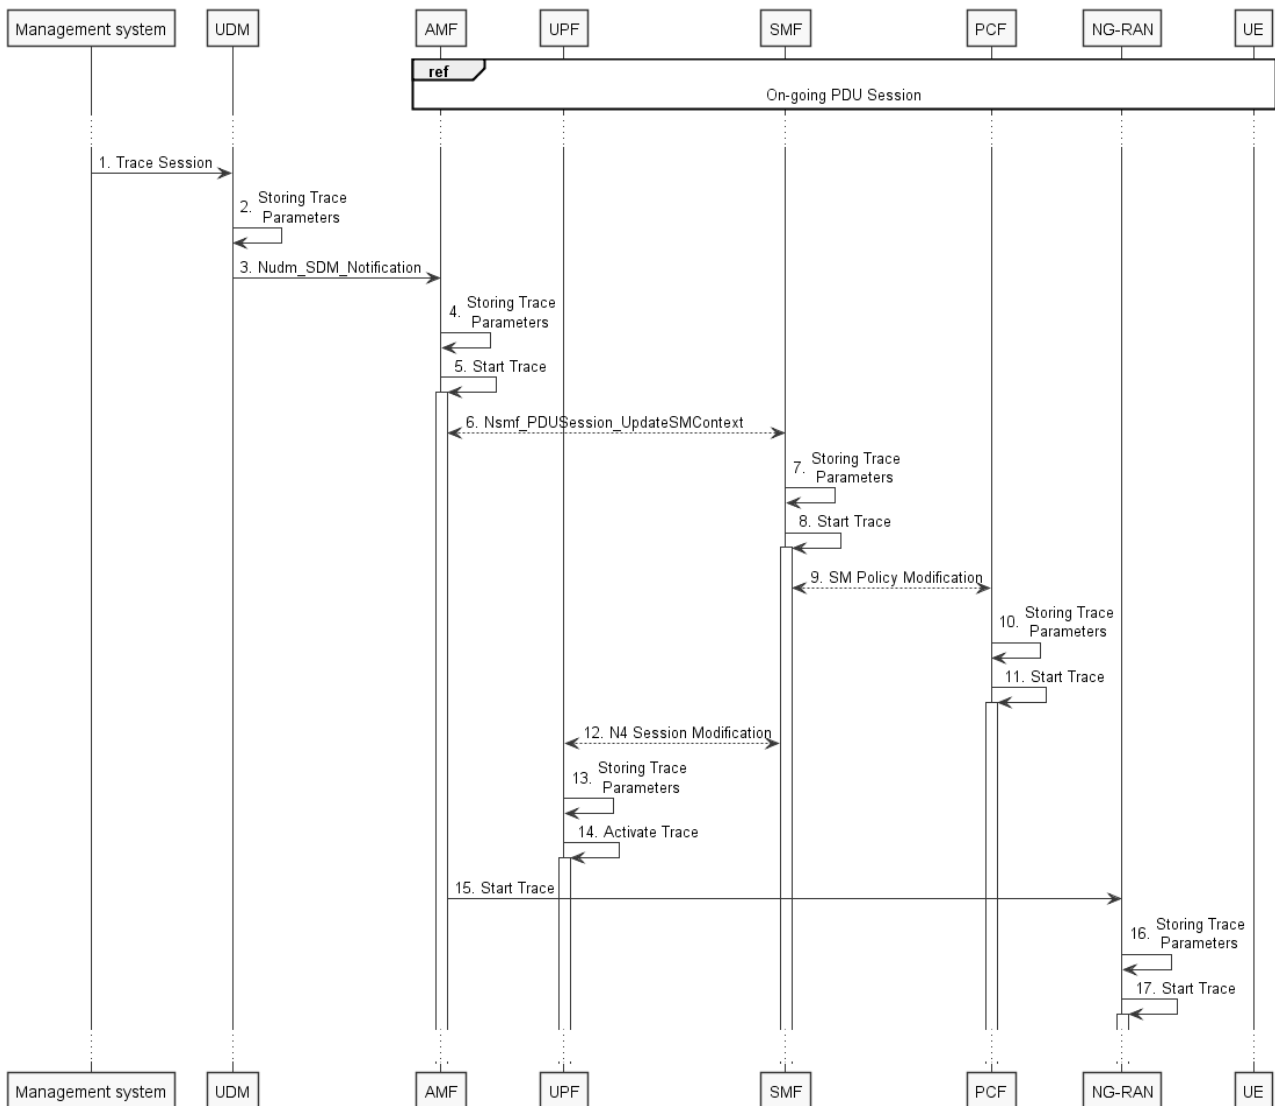 Management system
UDM
AMF
UPF
SMF
PCF
NG-RAN
UE
ref
On-going PDU Session
1. Trace Session
2. Storing Trace
Parameters
3. Nudm_SDM_Notification
4. Storing Trace
Parameters
5. Start Trace
6. Nsmf_PDUSession_UpdateSMContext
7. Storing Trace
Parameters
8. Start Trace
9. SM Policy Modification
10. Storing Trace
Parameters
11. Start Trace
12. N4 Session Modification
13. Storing Trace
Parameters
14. Activate Trace
15. Start Trace
16. Storing Trace
Parameters
17. Start Trace
Management system
UDM
AMF
UPF
SMF
PCF
NG-RAN
UE